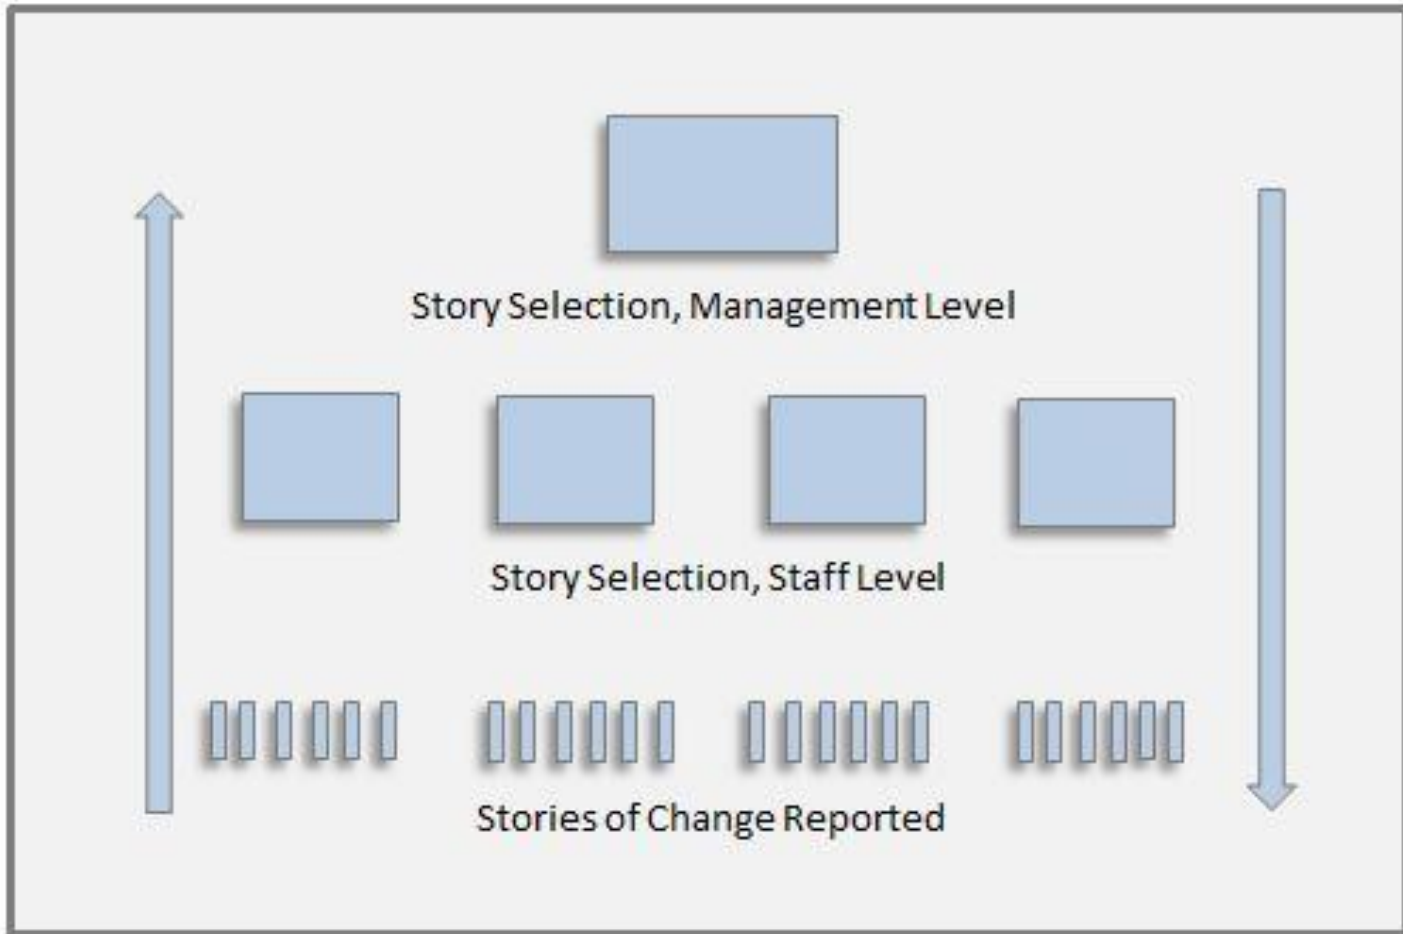 Story Selection, Management Level
Story Selection, Staff Level
Stories of Change Reported